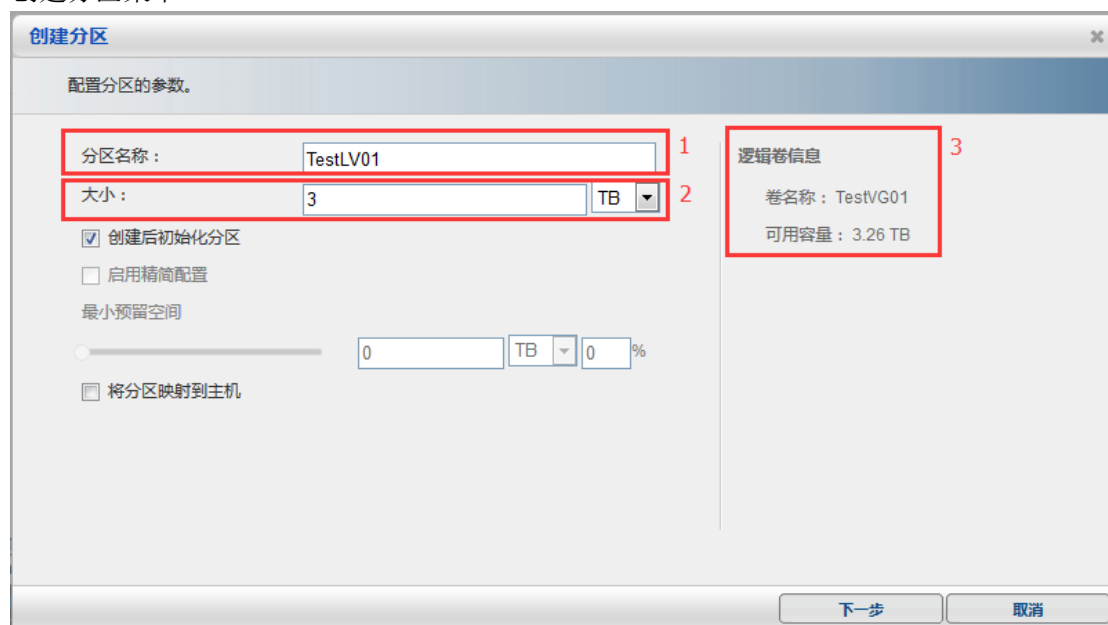 创建分区
配置分区的参数。
分区名称： TestLV01 1
大小： 3 TB 2
创建后初始化分区
启用精简配置
最小预留空间
0 TB 0 %
将分区映射到主机
逻辑卷信息 3
卷名称： TestVG01
可用容量： 3.26 TB
下一步 取消